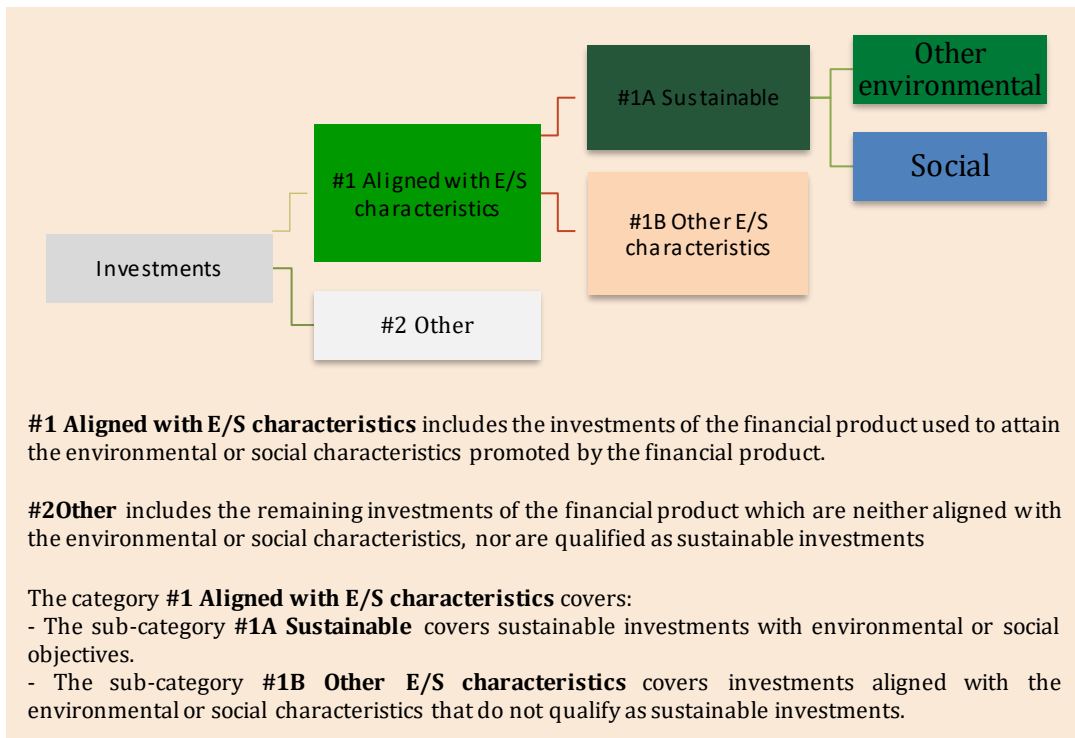 Other
environmental
#1A Sustainable
#1 Aligned with E/S
characteristics
Social
#1B Other E/S
characteristics
Investments
#2 Other
#1 Aligned with E/S characteristics includes the investments of the financial product used to attain
the environmental or social characteristics promoted by the financial product.
#2Other includes the remaining investments of the financial product which are neither aligned with
the environmental or social characteristics, nor are qualified as sustainable investments
The category #1 Aligned with E/S characteristics covers:
- The sub-category #1A Sustainable covers sustainable investments with environmental or social
objectives.
- The sub-category #1B Other E/S characteristics covers investments aligned with the
environmental or social characteristics that do not qualify as sustainable investments.